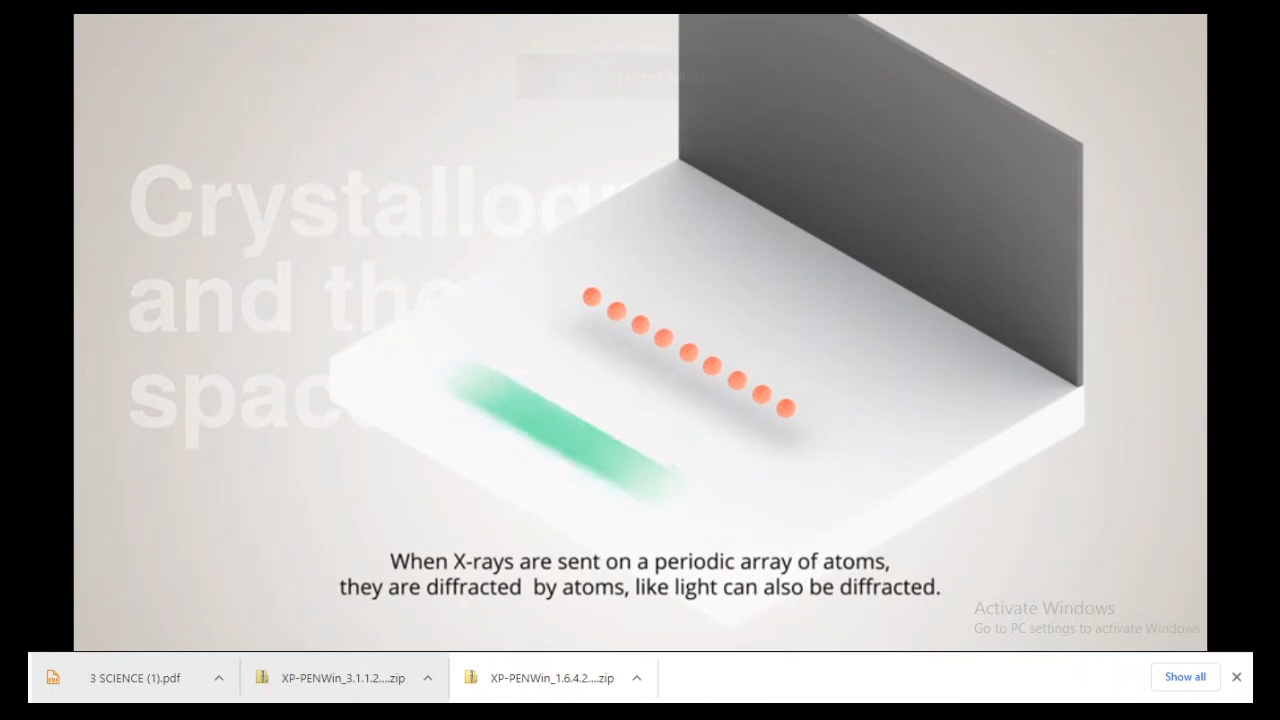 Crystallog
and the
spac
When X-rays are sent on a periodic array of atoms,
they are diffracted by atoms, like light can also be diffracted.
Activate Windows
Go to PC settings to activate Windows.
3 SCIENCE (1).pdf
XP-PENWin_3.1.1.2....zip
XP-PENWin_1.6.4.2....zip
Show all